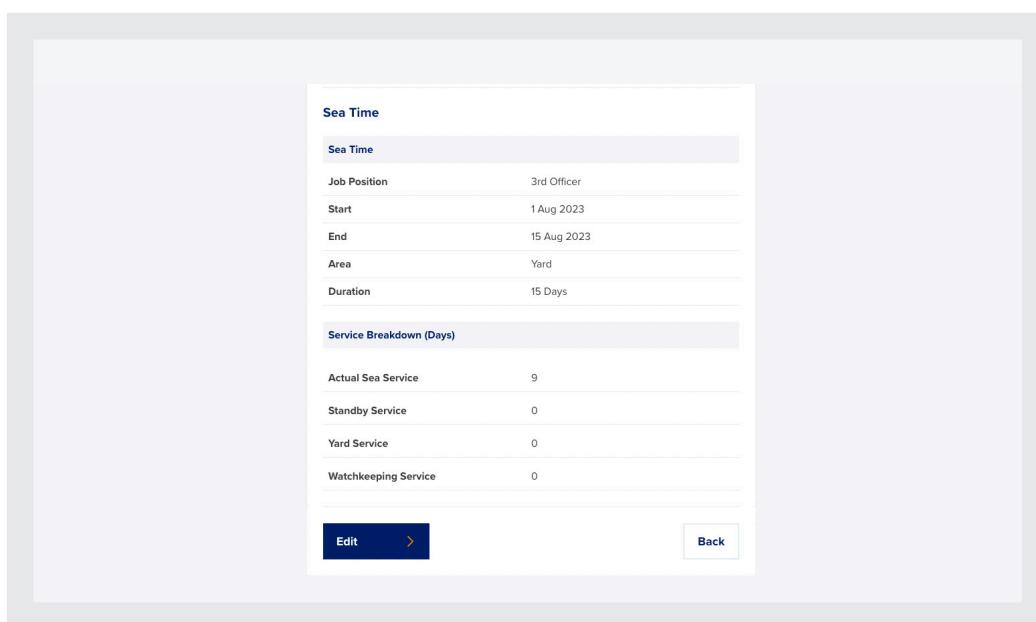 Sea Time
Sea Time
Job Position 3rd Officer
Start 1 Aug 2023
End 15 Aug 2023
Area Yard
Duration 15 Days
Service Breakdown (Days)
Actual Sea Service 9
Standby Service 0
Yard Service 0
Watchkeeping Service 0
Edit Back